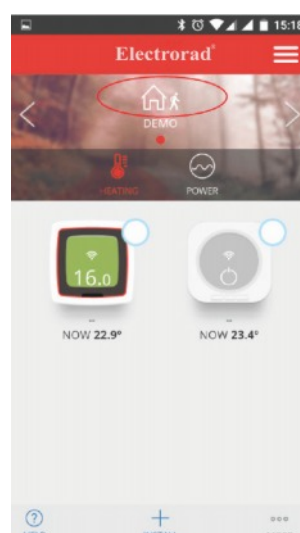 15:18
Electrorad®
DEMO
HEATING POWER
16.0
– –
NOW 22.9° NOW 23.4°